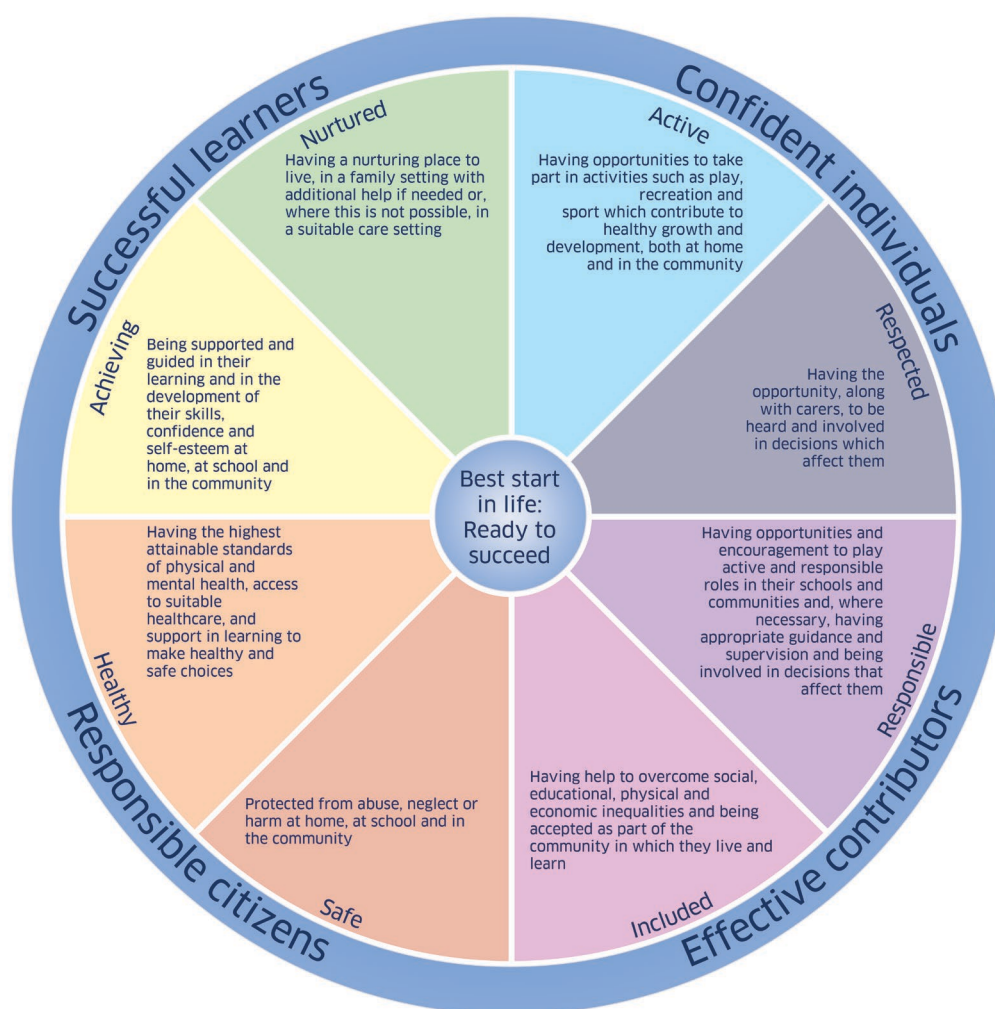 Successful learners
Confident individuals
Nurtured
Having a nurturing place to
live, in a family setting with
additional help if needed or,
where this is not possible, in
a suitable care setting
Active
Having opportunities to take
part in activities such as play,
recreation and
sport which contribute to
healthy growth and
development, both at home
and in the community
Achieving
Being supported and
guided in their
learning and in the
development of
their skills,
confidence and
self-esteem at
home, at school and
in the community
Respected
Having the
opportunity, along
with carers, to be
heard and involved
in decisions which
affect them
Best start
in life:
Ready to
succeed
Healthy
Having the highest
attainable standards
of physical and
mental health, access
to suitable
healthcare, and
support in learning to
make healthy and
safe choices
Responsible
Having opportunities and
encouragement to play
active and responsible
roles in their schools and
communities and, where
necessary, having
appropriate guidance and
supervision and being
involved in decisions that
affect them
Protected from abuse, neglect or
harm at home, at school and in
the community
Safe
Having help to overcome social,
educational, physical and
economic inequalities and being
accepted as part of the
community in which they live and
learn
Included
Responsible citizens
Effective contributors